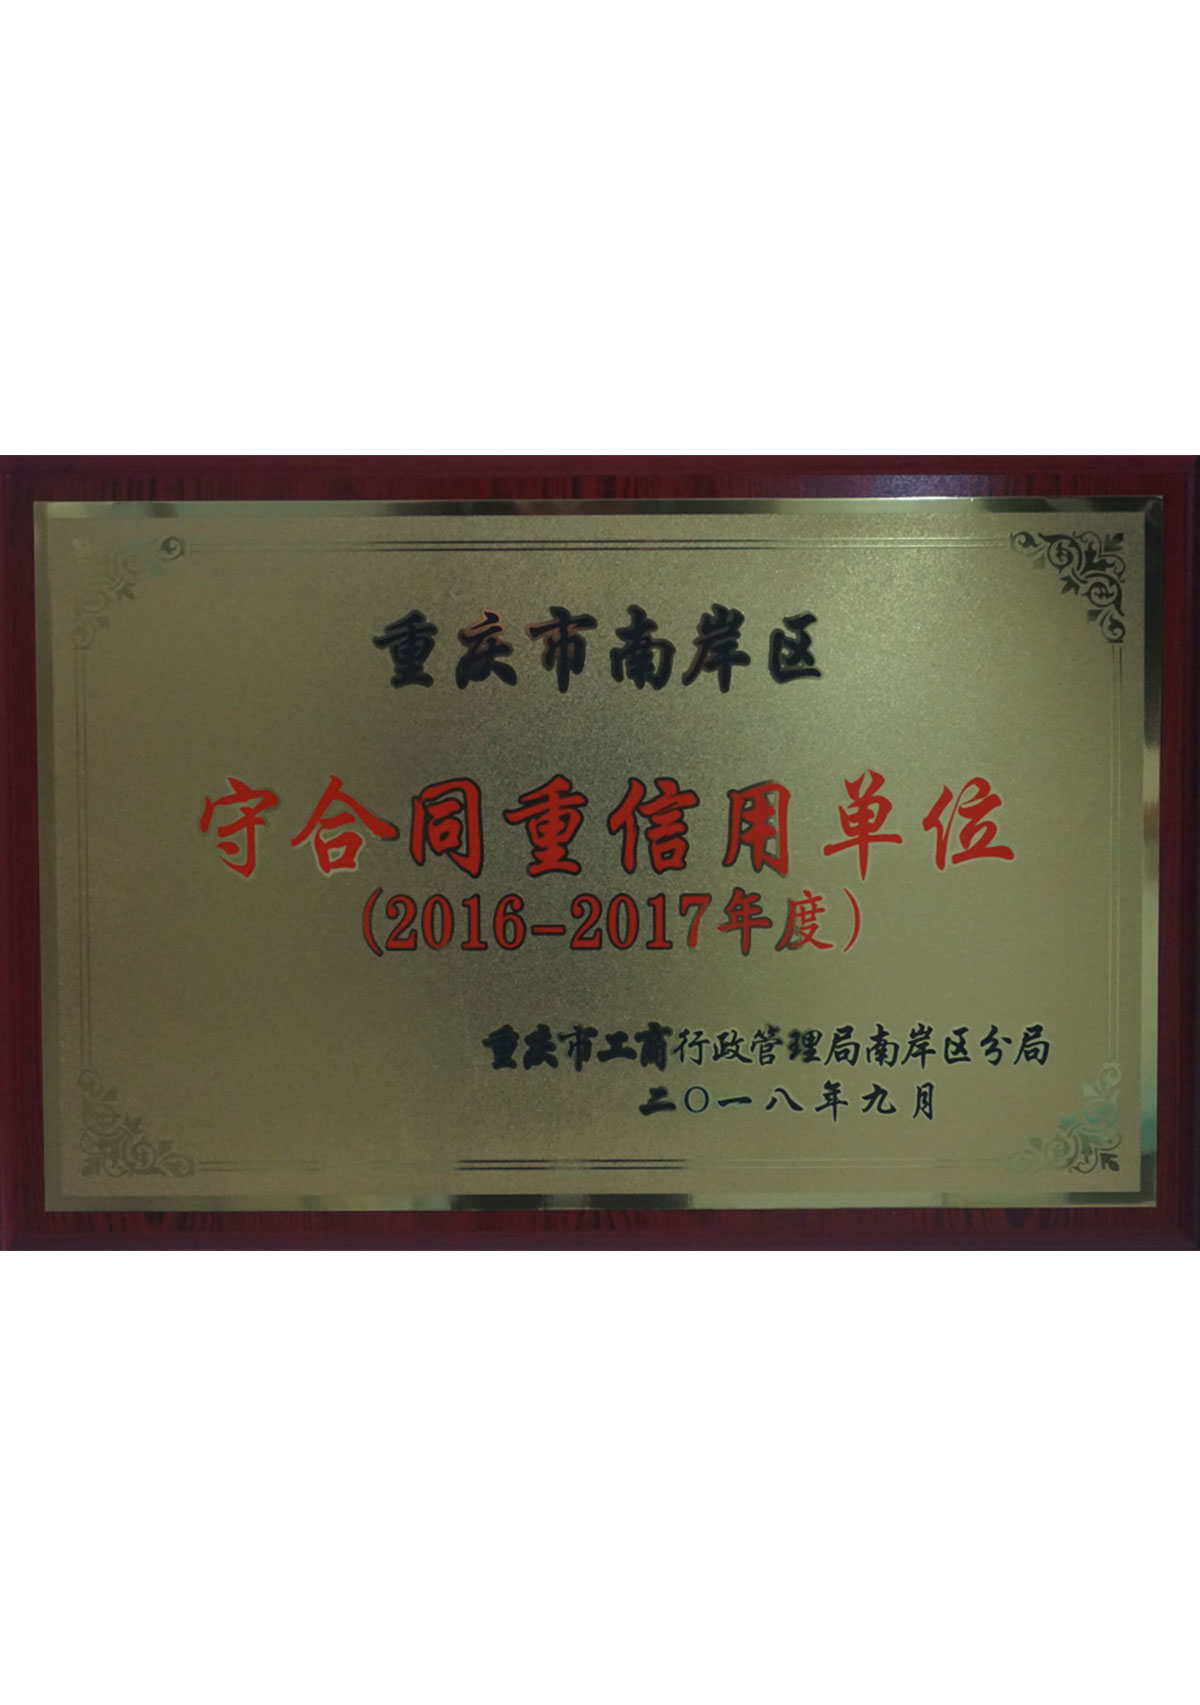 重庆市南岸区
守合同重信用单位
(2016-2017年度)
重庆市工商行政管理局南岸区分局
二〇一八年九月